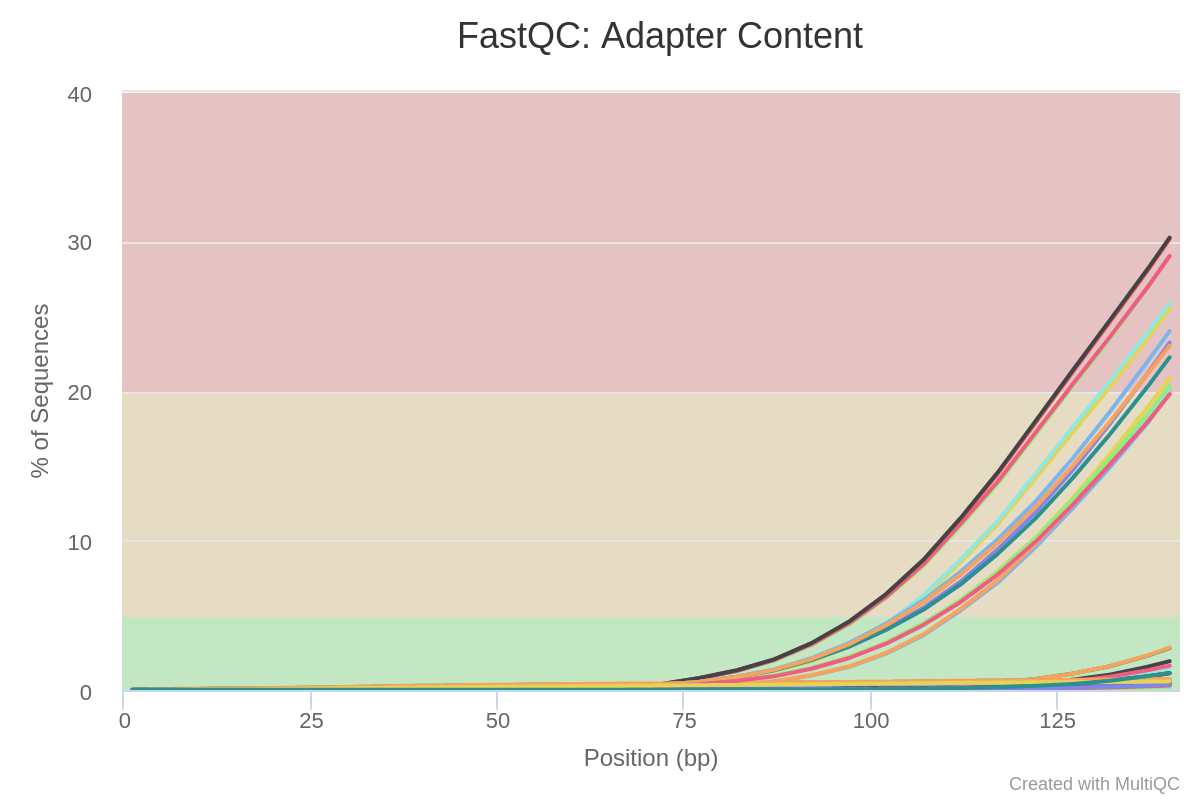 FastQC: Adapter Content
40
30
20
10
0
% of Sequences
0 25 50 75 100 125
Position (bp)
Created with MultiQC